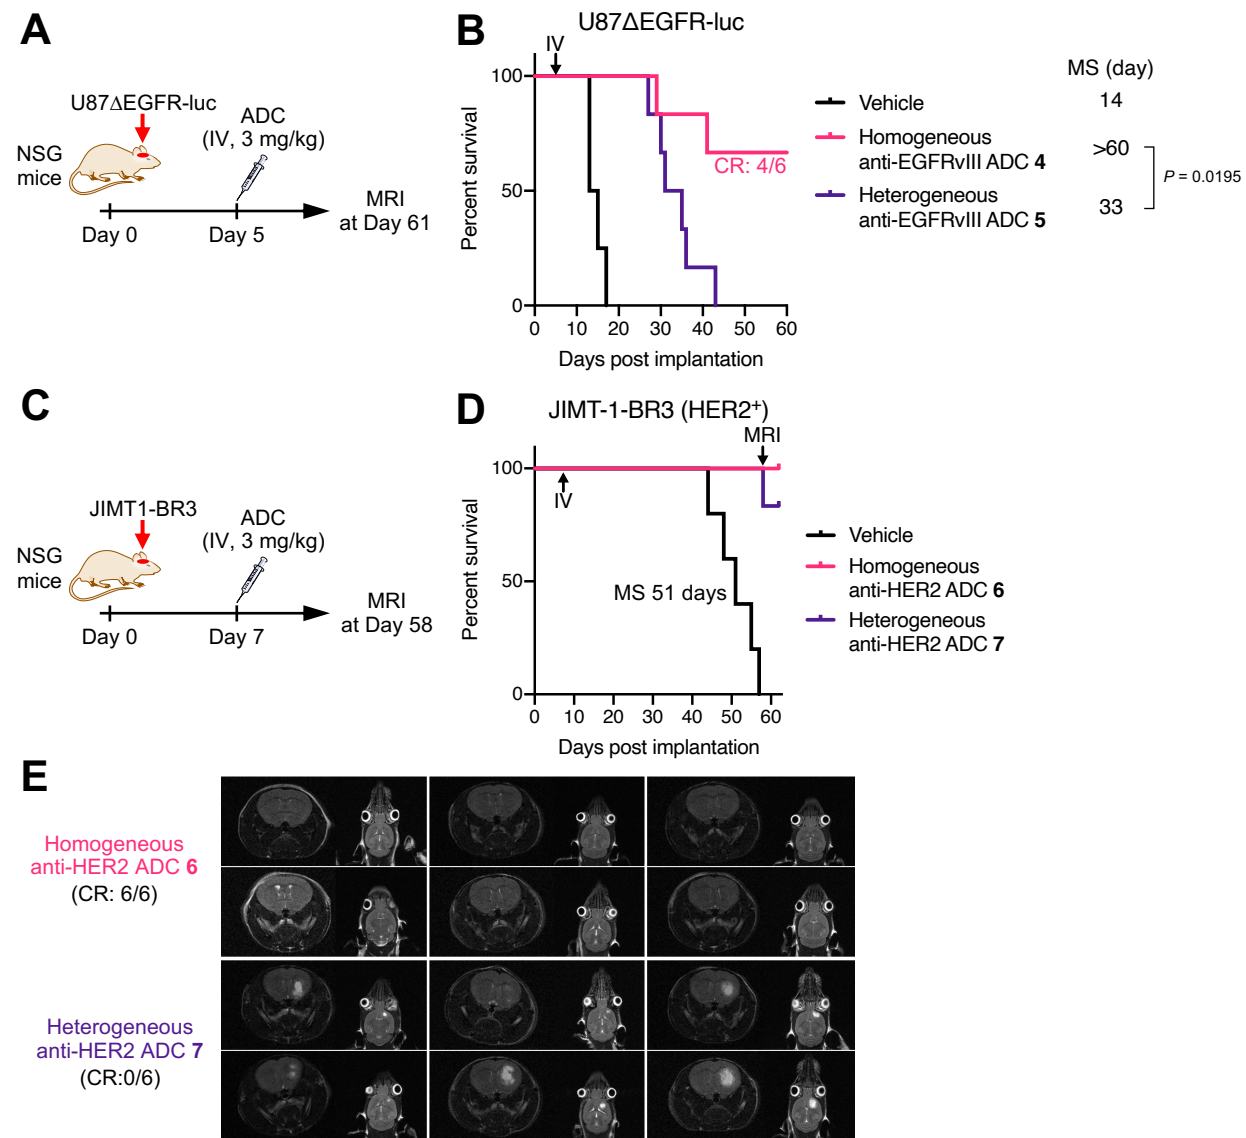 A
U87ΔEGFR-luc
ADC
(IV, 3 mg/kg)
NSG
mice
MRI
at Day 61
Day 0
Day 5
B
U87ΔEGFR-luc
IV
Percent survival
100
50
0
CR: 4/6
0 10 20 30 40 50 60
Days post implantation
MS (day)
Vehicle
14
Homogeneous
anti-EGFRvIII ADC 4
>60
Heterogeneous
anti-EGFRvIII ADC 5
33
P = 0.0195
C
JIMT1-BR3
ADC
(IV, 3 mg/kg)
NSG
mice
MRI
at Day 58
Day 0
Day 7
D
JIMT-1-BR3 (HER2⁺)
MRI
IV
Percent survival
100
50
0
MS 51 days
0 10 20 30 40 50 60
Days post implantation
Vehicle
Homogeneous
anti-HER2 ADC 6
Heterogeneous
anti-HER2 ADC 7
E
Homogeneous
anti-HER2 ADC 6
(CR: 6/6)
Heterogeneous
anti-HER2 ADC 7
(CR:0/6)